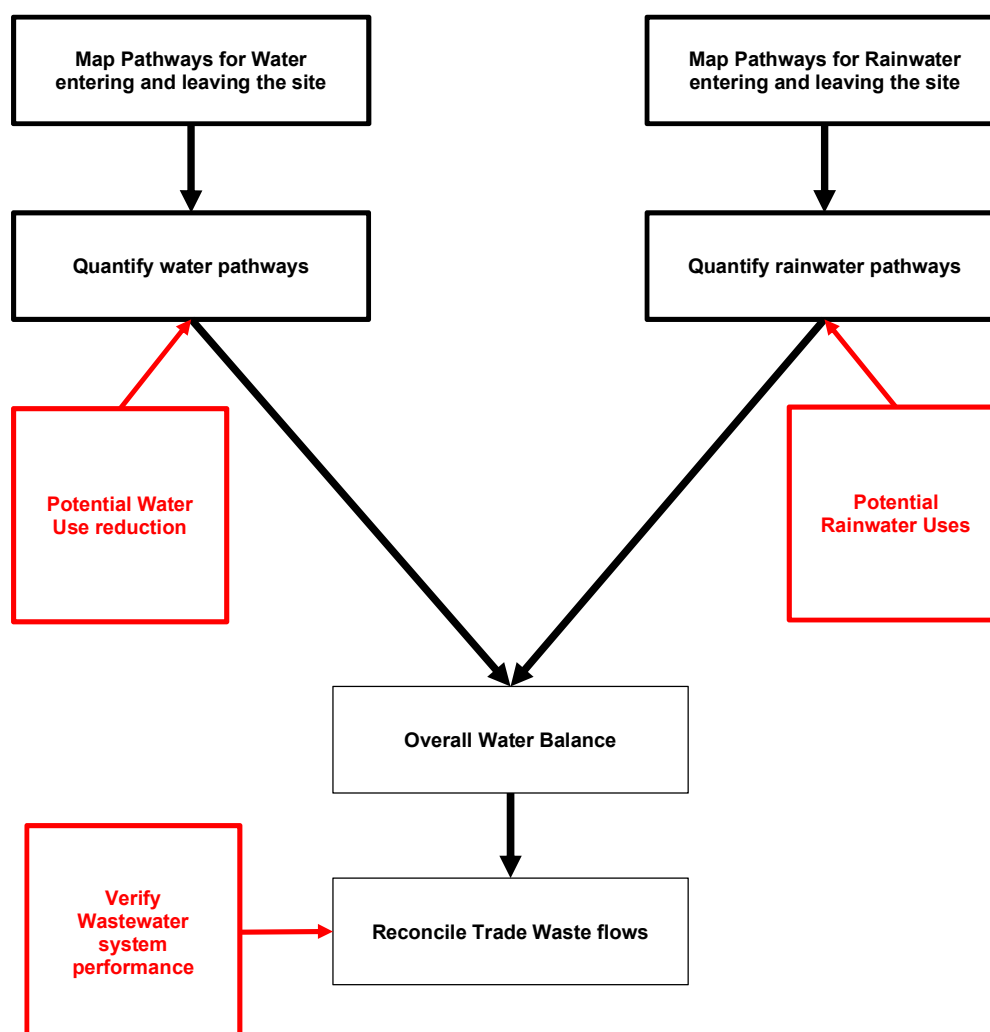 Map Pathways for Water
entering and leaving the site
Map Pathways for Rainwater
entering and leaving the site
Quantify water pathways
Quantify rainwater pathways
Potential Water
Use reduction
Potential
Rainwater Uses
Overall Water Balance
Verify
Wastewater
system
performance
Reconcile Trade Waste flows